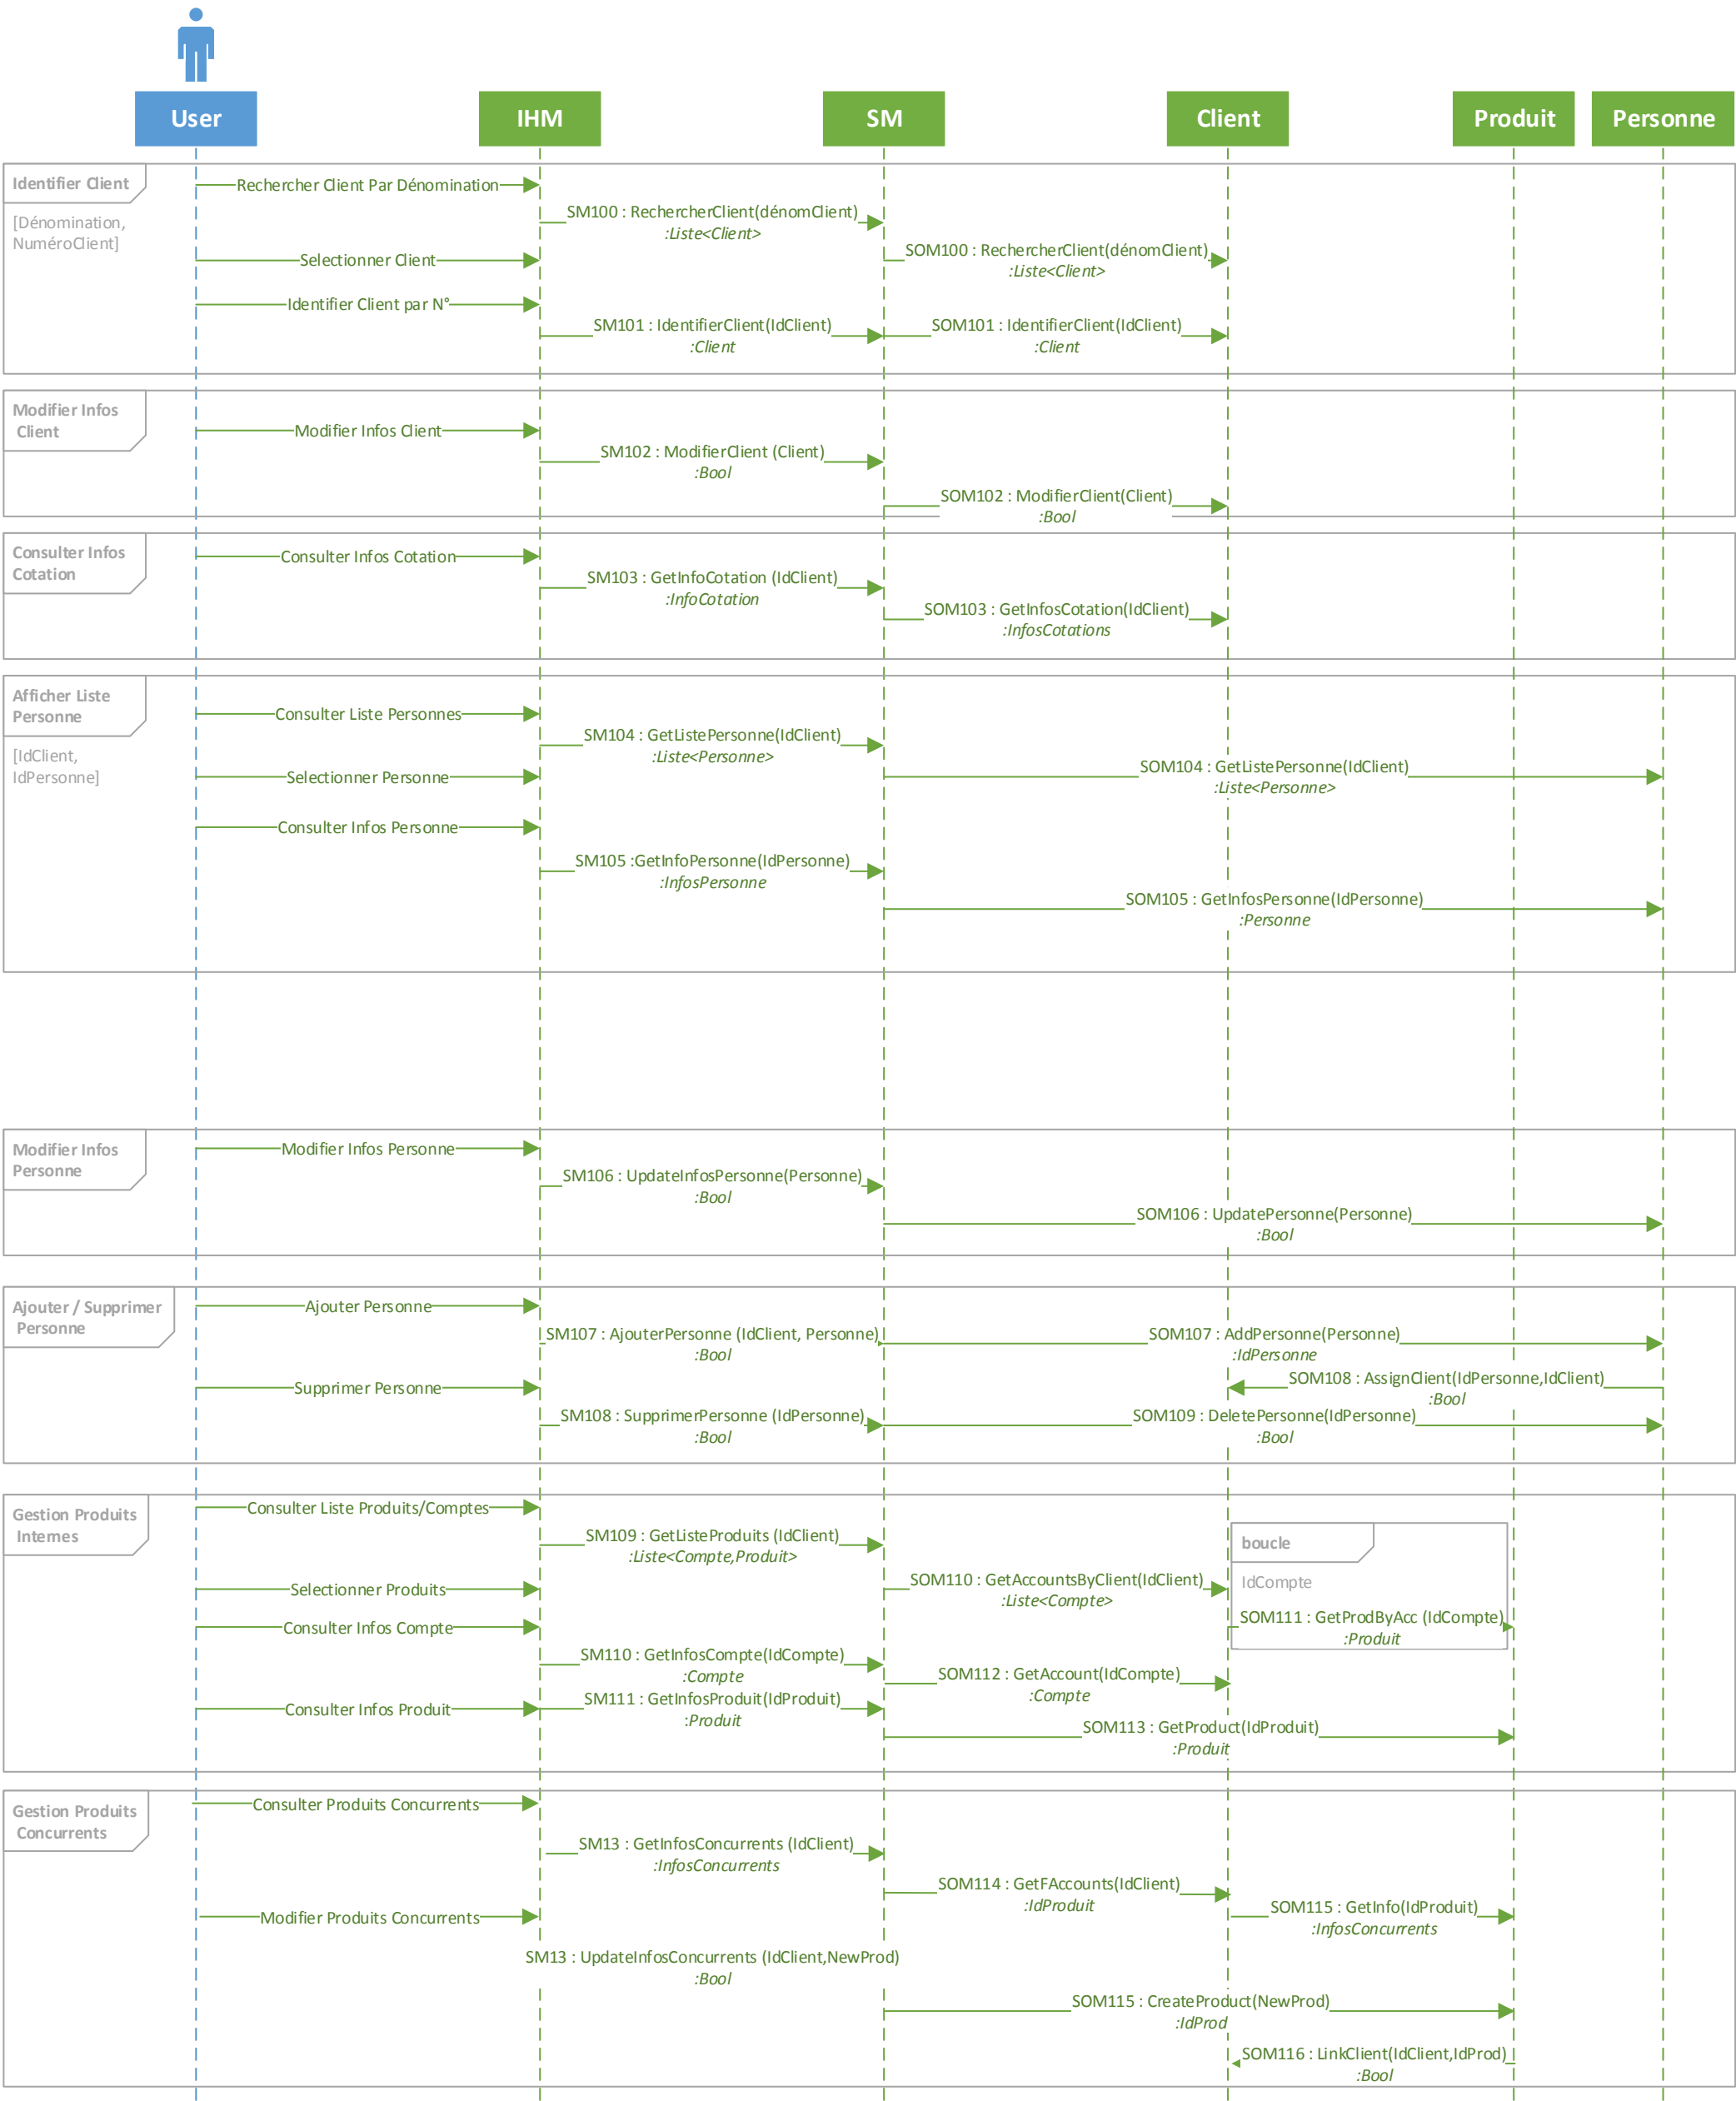 User
IHM
SM
Client
Produit
Personne
Identifier Client
[Dénomination,
NuméroClient]
Rechercher Client Par Dénomination
SM100 : RechercherClient(dénomClient)
:Liste<Client>
Selectionner Client
SOM100 : RechercherClient(dénomClient)
:Liste<Client>
Identifier Client par N°
SM101 : IdentifierClient(IdClient)
:Client
SOM101 : IdentifierClient(IdClient)
:Client
Modifier Infos
Client
Modifier Infos Client
SM102 : ModifierClient (Client)
:Bool
SOM102 : ModifierClient(Client)
:Bool
Consulter Infos
Cotation
Consulter Infos Cotation
SM103 : GetInfoCotation (IdClient)
:InfoCotation
SOM103 : GetInfosCotation(IdClient)
:InfosCotations
Afficher Liste
Personne
[IdClient,
IdPersonne]
Consulter Liste Personnes
SM104 : GetListePersonne(IdClient)
:Liste<Personne>
Selectionner Personne
SOM104 : GetListePersonne(IdClient)
:Liste<Personne>
Consulter Infos Personne
SM105 :GetInfoPersonne(IdPersonne)
:InfosPersonne
SOM105 : GetInfosPersonne(IdPersonne)
:Personne
Modifier Infos
Personne
Modifier Infos Personne
SM106 : UpdateInfosPersonne(Personne)
:Bool
SOM106 : UpdatePersonne(Personne)
:Bool
Ajouter / Supprimer
Personne
Ajouter Personne
SM107 : AjouterPersonne (IdClient, Personne)
:Bool
SOM107 : AddPersonne(Personne)
:IdPersonne
Supprimer Personne
SOM108 : AssignClient(IdPersonne,IdClient)
:Bool
SM108 : SupprimerPersonne (IdPersonne)
:Bool
SOM109 : DeletePersonne(IdPersonne)
:Bool
Gestion Produits
Internes
Consulter Liste Produits/Comptes
SM109 : GetListeProduits (IdClient)
:Liste<Compte,Produit>
boucle
IdCompte
Selectionner Produits
SOM110 : GetAccountsByClient(IdClient)
:Liste<Compte>
Consulter Infos Compte
SOM111 : GetProdByAcc (IdCompte)
:Produit
SM110 : GetInfosCompte(IdCompte)
:Compte
SOM112 : GetAccount(IdCompte)
:Compte
Consulter Infos Produit
SM111 : GetInfosProduit(IdProduit)
:Produit
SOM113 : GetProduct(IdProduit)
:Produit
Gestion Produits
Concurrents
Consulter Produits Concurrents
SM13 : GetInfosConcurrents (IdClient)
:InfosConcurrents
SOM114 : GetFAccounts(IdClient)
:IdProduit
Modifier Produits Concurrents
SOM115 : GetInfo(IdProduit)
:InfosConcurrents
SM13 : UpdateInfosConcurrents (IdClient,NewProd)
:Bool
SOM115 : CreateProduct(NewProd)
:IdProd
SOM116 : LinkClient(IdClient,IdProd)
:Bool